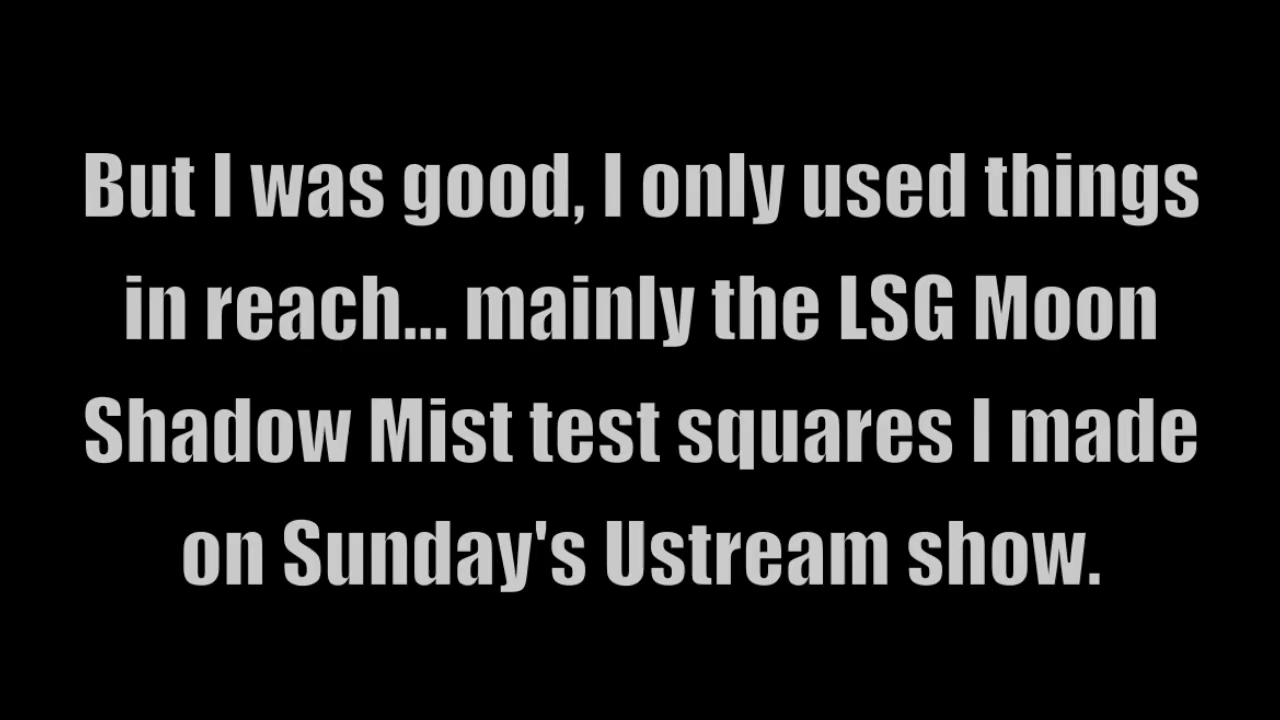 But I was good, I only used things
in reach... mainly the LSG Moon
Shadow Mist test squares I made
on Sunday's Ustream show.